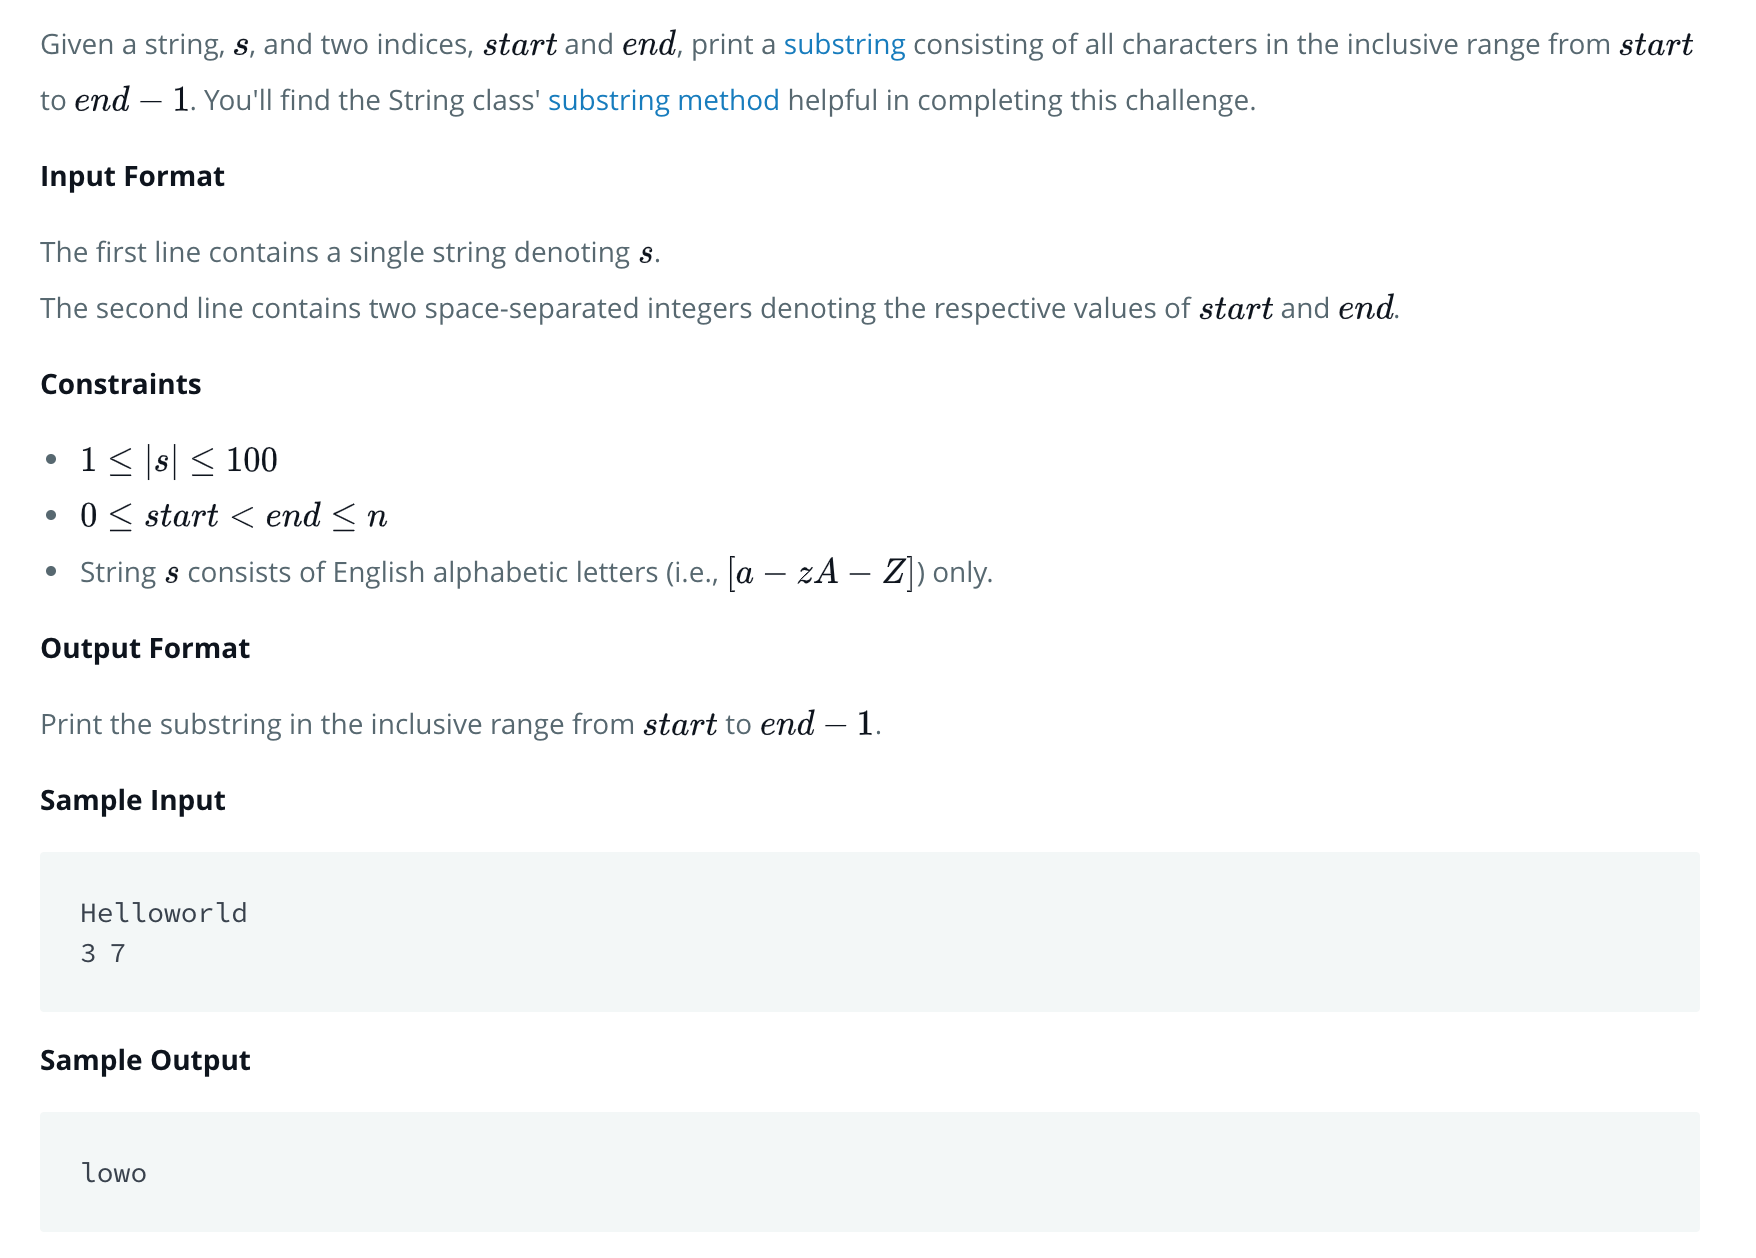 Given a string, s, and two indices, start and end, print a substring consisting of all characters in the inclusive range from start
to end − 1. You'll find the String class' substring method helpful in completing this challenge.
Input Format
The first line contains a single string denoting s.
The second line contains two space-separated integers denoting the respective values of start and end.
Constraints
• 1 ≤ |s| ≤ 100
• 0 ≤ start < end ≤ n
• String s consists of English alphabetic letters (i.e., [a − zA − Z]) only.
Output Format
Print the substring in the inclusive range from start to end − 1.
Sample Input
Helloworld
3 7
Sample Output
lowo